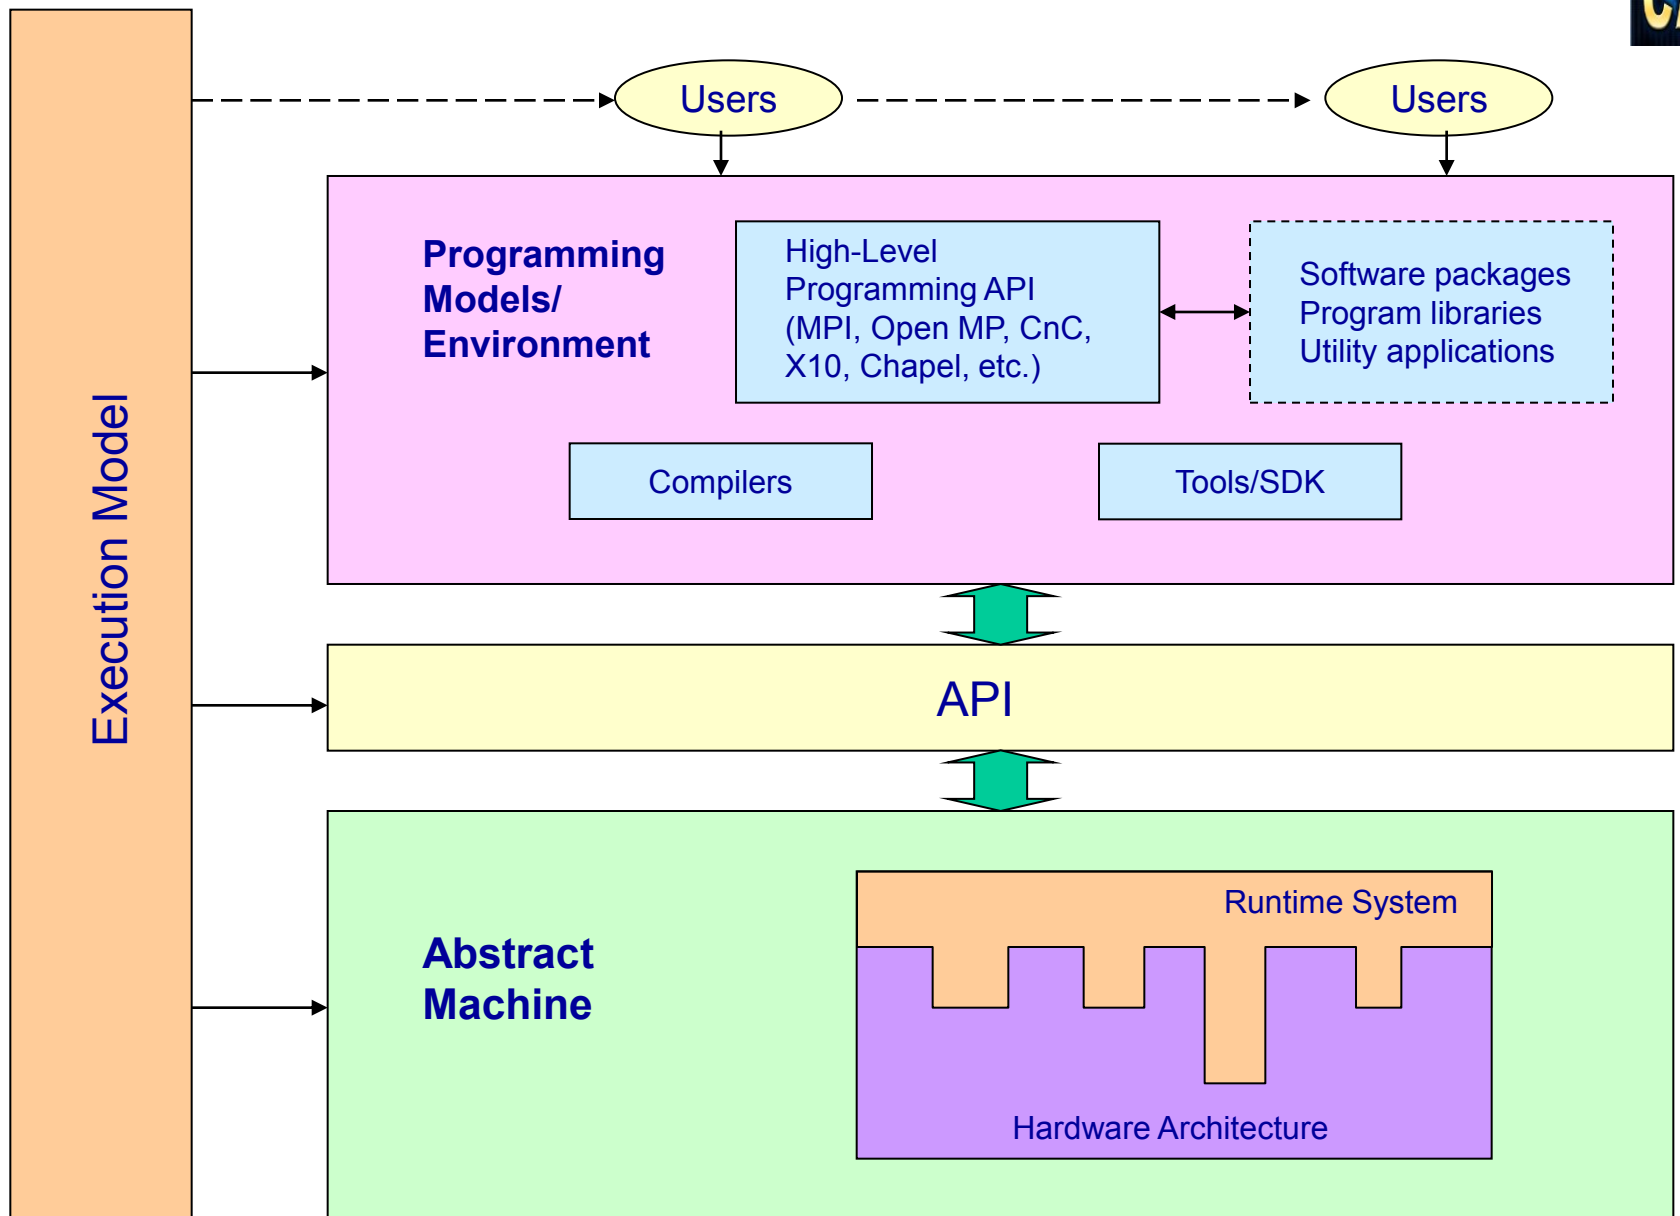 Users
Users
Programming
Models/
Environment
High-Level
Programming API
(MPI, Open MP, CnC,
X10, Chapel, etc.)
Software packages
Program libraries
Utility applications
Compilers
Tools/SDK
Execution Model
API
Abstract
Machine
Runtime System
Hardware Architecture